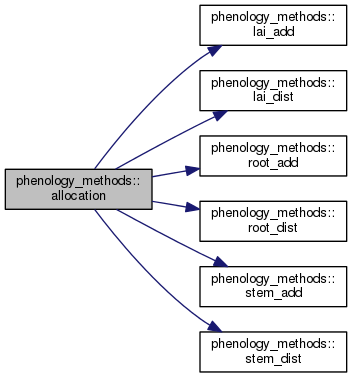 phenology_methods::
lai_add
phenology_methods::
lai_dist
phenology_methods::
root_add
phenology_methods::
allocation
phenology_methods::
root_dist
phenology_methods::
stem_add
phenology_methods::
stem_dist